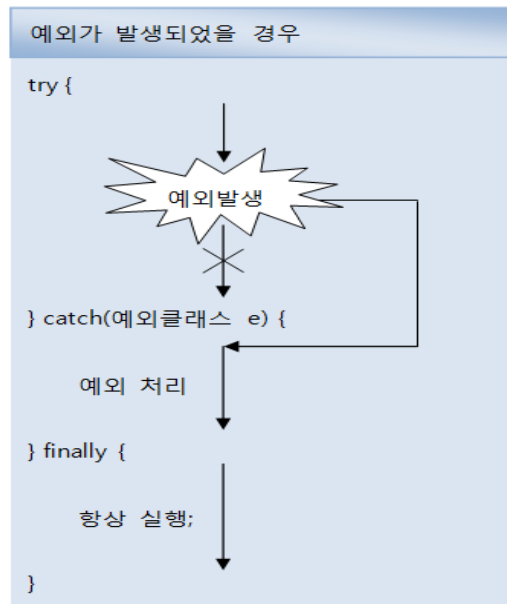 예외가 발생되었을 경우
try {
예외발생
} catch(예외클래스 e) {
예외 처리
} finally {
항상 실행;
}